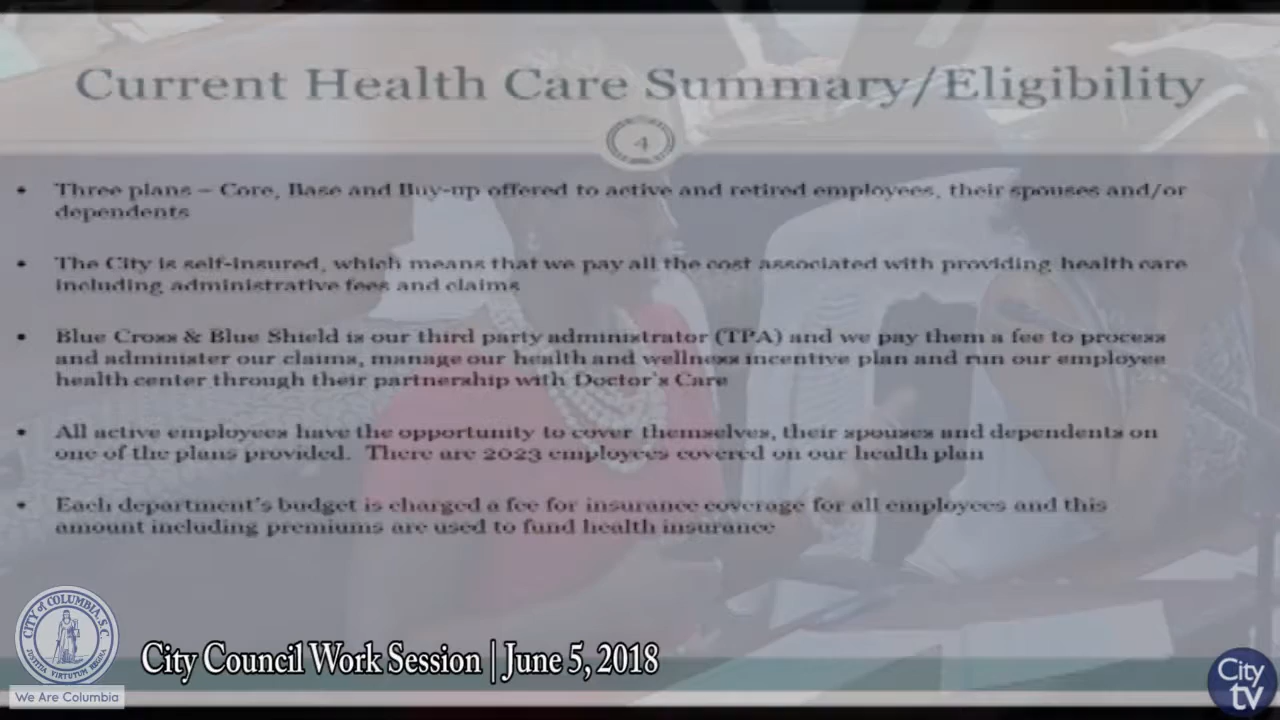 Current Health Care Summary/Eligibility
4
• Three plans – Core, Base and Buy-up offered to active and retired employees, their spouses and/or
dependents
• The City is self-insured, which means that we pay all the cost associated with providing health care
including administrative fees and claims
• Blue Cross & Blue Shield is our third party administrator (TPA) and we pay them a fee to process
and administer our claims, manage our health and wellness incentive plan and run our employee
health center through their partnership with Doctor's Care
• All active employees have the opportunity to cover themselves, their spouses and dependents on
one of the plans provided. There are 2023 employees covered on our health plan
• Each department's budget is charged a fee for insurance coverage for all employees and this
amount including premiums are used to fund health insurance
CITY of COLUMBIA, S.C.
JUSTITIA VIRTUTUM REGINA
We Are Columbia
City Council Work Session | June 5, 2018
City
tv